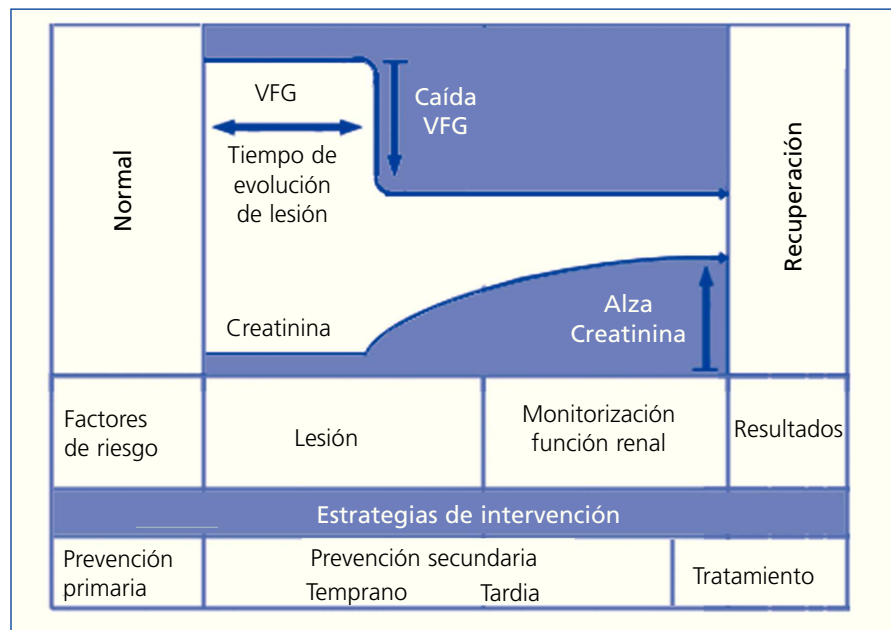 Normal
VFG
Tiempo de
evolución
de lesión
Caída
VFG
Creatinina
Alza
Creatinina
Recuperación
Factores
de riesgo
Lesión
Monitorización
función renal
Resultados
Estrategias de intervención
Prevención
primaria
Prevención secundaria
Temprano Tardia
Tratamiento